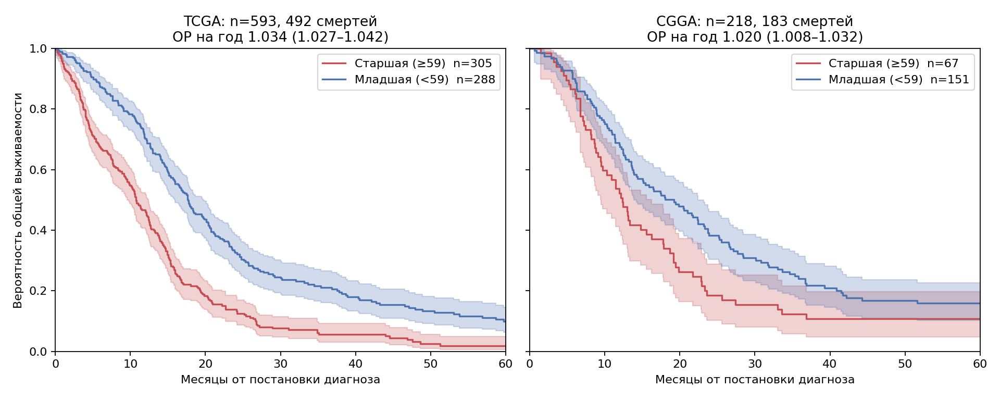 TCGA: n=593, 492 смертей
ОР на год 1.034 (1.027–1.042)
Старшая (≥59) n=305
Младшая (<59) n=288
Вероятность общей выживаемости
1.0
0.8
0.6
0.4
0.2
0.0
0 10 20 30 40 50 60
Месяцы от постановки диагноза
CGGA: n=218, 183 смертей
ОР на год 1.020 (1.008–1.032)
Старшая (≥59) n=67
Младшая (<59) n=151
0 10 20 30 40 50 60
Месяцы от постановки диагноза